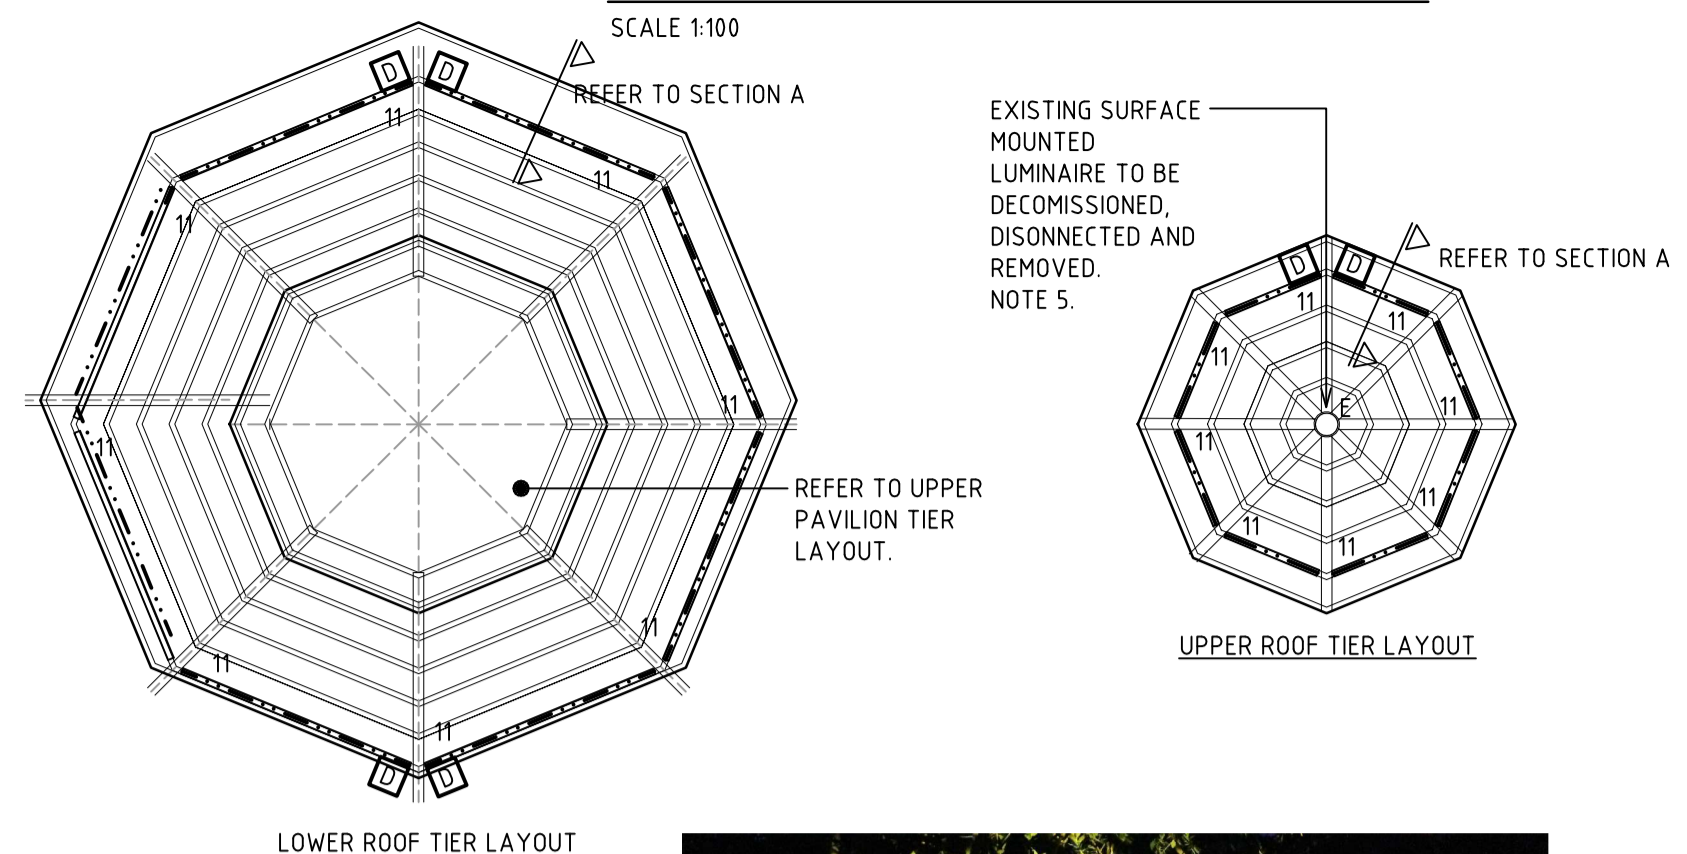 SCALE 1:100
REFER TO SECTION A
D D
11
11
11
11
11
11
11
11
D D
REFER TO UPPER
PAVILION TIER
LAYOUT.
LOWER ROOF TIER LAYOUT
EXISTING SURFACE
MOUNTED
LUMINAIRE TO BE
DECOMISSIONED,
DISONNECTED AND
REMOVED.
NOTE 5.
REFER TO SECTION A
D D
11
11
11
11
E
11
11
11
11
UPPER ROOF TIER LAYOUT